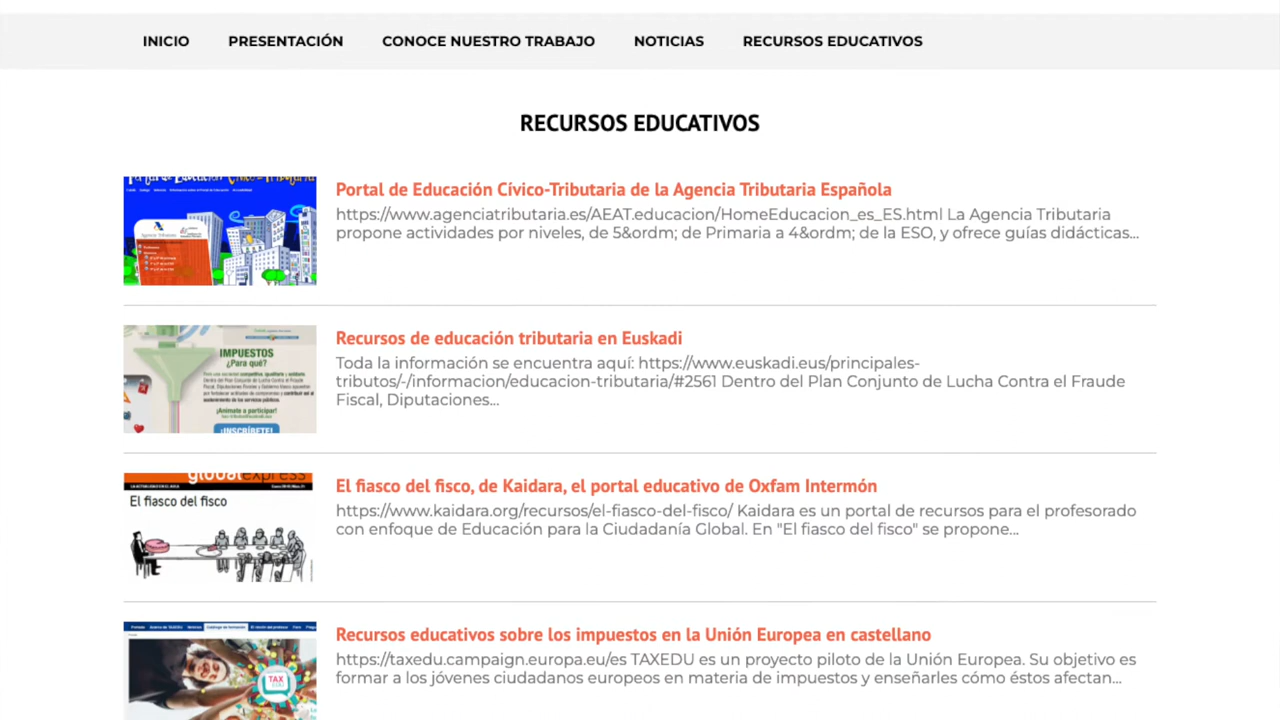 INICIO PRESENTACIÓN CONOCE NUESTRO TRABAJO NOTICIAS RECURSOS EDUCATIVOS
RECURSOS EDUCATIVOS
Portal de Educación Cívico-Tributaria de la Agencia Tributaria Española
https://www.agenciatributaria.es/AEAT.educacion/HomeEducacion_es_ES.html La Agencia Tributaria
propone actividades por niveles, de 5&ordm; de Primaria a 4&ordm; de la ESO, y ofrece guías didácticas...
Agencia Tributaria
IMPUESTOS
¿Para qué?
¡Anímate a participar!
¡INSCRÍBETE!
Recursos de educación tributaria en Euskadi
Toda la información se encuentra aquí: https://www.euskadi.eus/principales-
tributos/-/informacion/educacion-tributaria/#2561 Dentro del Plan Conjunto de Lucha Contra el Fraude
Fiscal, Diputaciones...
globalexpress
El fiasco del fisco
El fiasco del fisco, de Kaidara, el portal educativo de Oxfam Intermón
https://www.kaidara.org/recursos/el-fiasco-del-fisco/ Kaidara es un portal de recursos para el profesorado
con enfoque de Educación para la Ciudadanía Global. En "El fiasco del fisco" se propone...
TAX
EDU
Recursos educativos sobre los impuestos en la Unión Europea en castellano
https://taxedu.campaign.europa.eu/es TAXEDU es un proyecto piloto de la Unión Europea. Su objetivo es
formar a los jóvenes ciudadanos europeos en materia de impuestos y enseñarles cómo éstos afectan...